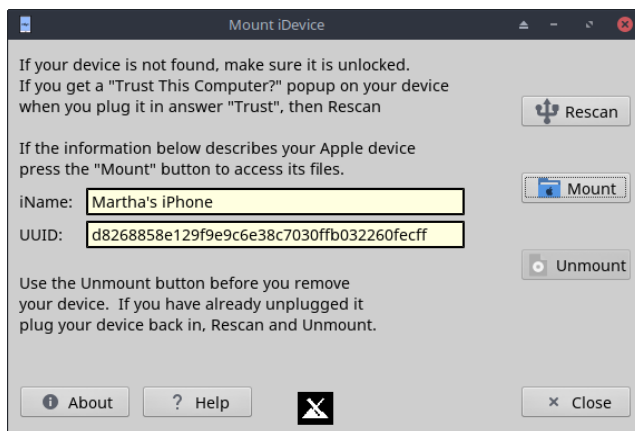 Mount iDevice
If your device is not found, make sure it is unlocked.
If you get a "Trust This Computer?" popup on your device
when you plug it in answer "Trust", then Rescan
Rescan
If the information below describes your Apple device
press the "Mount" button to access its files.
Mount
iName: Martha's iPhone
UUID: d8268858e129f9e9c6e38c7030ffb032260fecff
Unmount
Use the Unmount button before you remove
your device. If you have already unplugged it
plug your device back in, Rescan and Unmount.
About
Help
Close